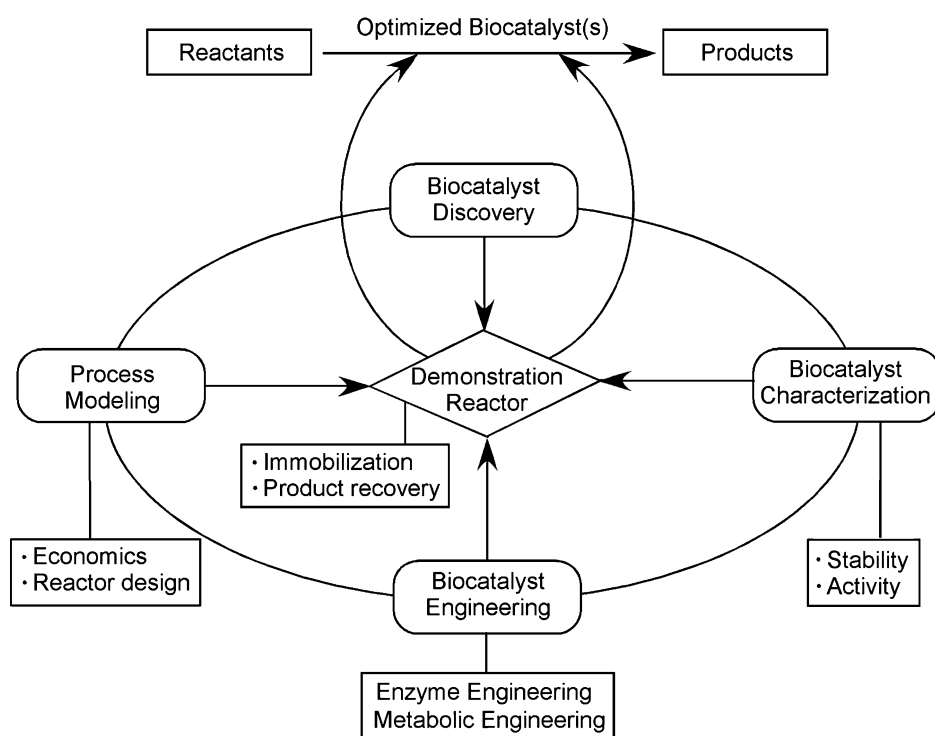 Optimized Biocatalyst(s)
Reactants
Products
Biocatalyst
Discovery
Process
Modeling
Demonstration
Reactor
Biocatalyst
Characterization
· Immobilization
· Product recovery
· Economics
· Reactor design
Biocatalyst
Engineering
· Stability
· Activity
Enzyme Engineering
Metabolic Engineering